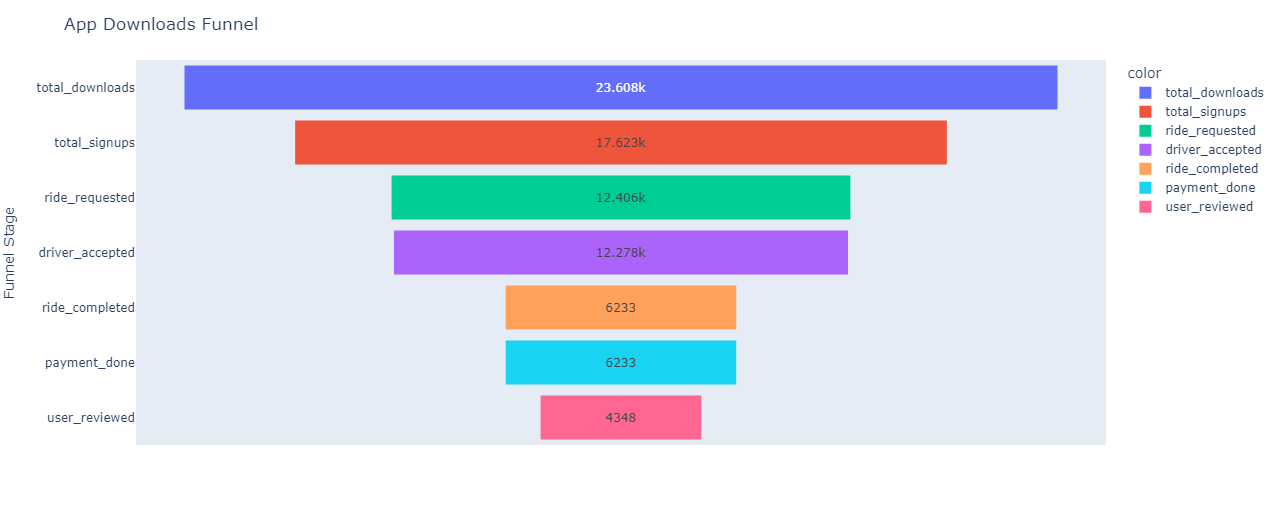 App Downloads Funnel
Funnel Stage
total_downloads
23.608k
total_signups
17.623k
ride_requested
12.406k
driver_accepted
12.278k
ride_completed
6233
payment_done
6233
user_reviewed
4348
color
total_downloads
total_signups
ride_requested
driver_accepted
ride_completed
payment_done
user_reviewed